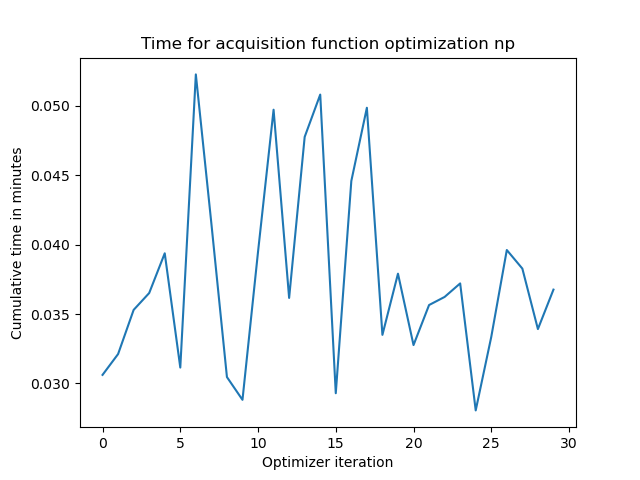 Time for acquisition function optimization np
Cumulative time in minutes
0.050
0.045
0.040
0.035
0.030
0 5 10 15 20 25 30
Optimizer iteration